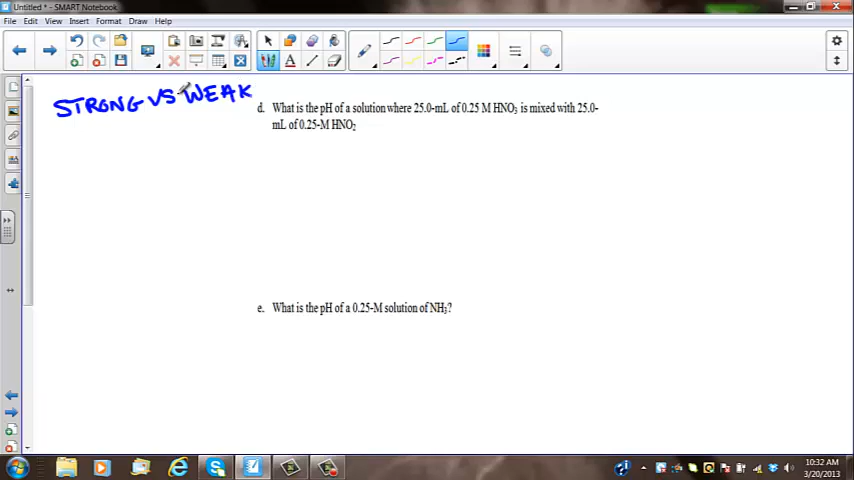 Untitled * - SMART Notebook
File Edit View Insert Format Draw Help
STRONG VS WEAK
d. What is the pH of a solution where 25.0-mL of 0.25 M HNO₃ is mixed with 25.0-
mL of 0.25-M HNO₂
e. What is the pH of a 0.25-M solution of NH₃?
10:32 AM
3/20/2013